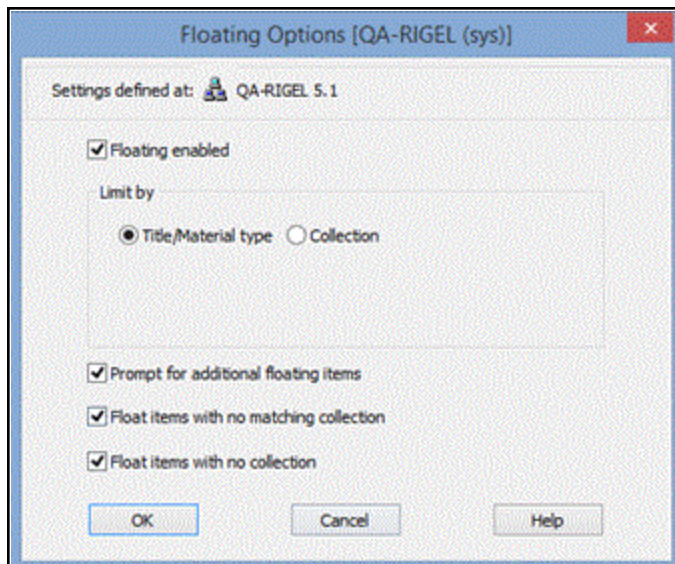 Floating Options [QA-RIGEL (sys)]
Settings defined at: QA-RIGEL 5.1
Floating enabled
Limit by
Title/Material type Collection
Prompt for additional floating items
Float items with no matching collection
Float items with no collection
OK Cancel Help